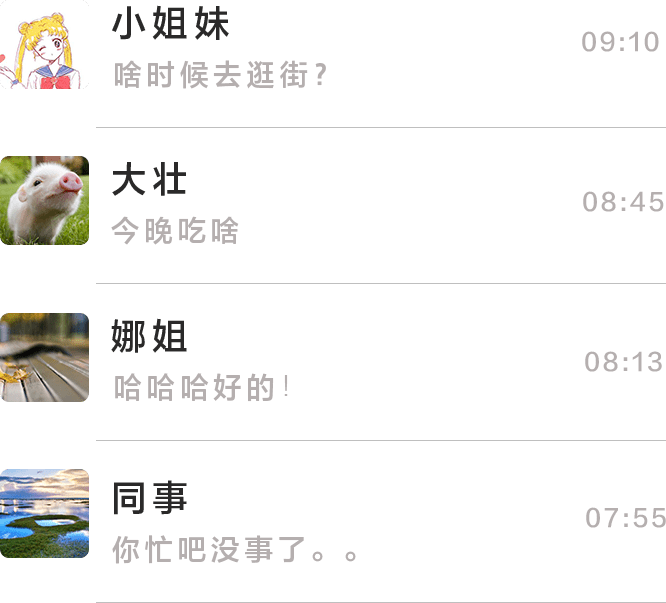 小姐妹
09:10
啥时候去逛街?
大壮
08:45
今晚吃啥
娜姐
08:13
哈哈哈好的!
同事
07:55
你忙吧没事了。。